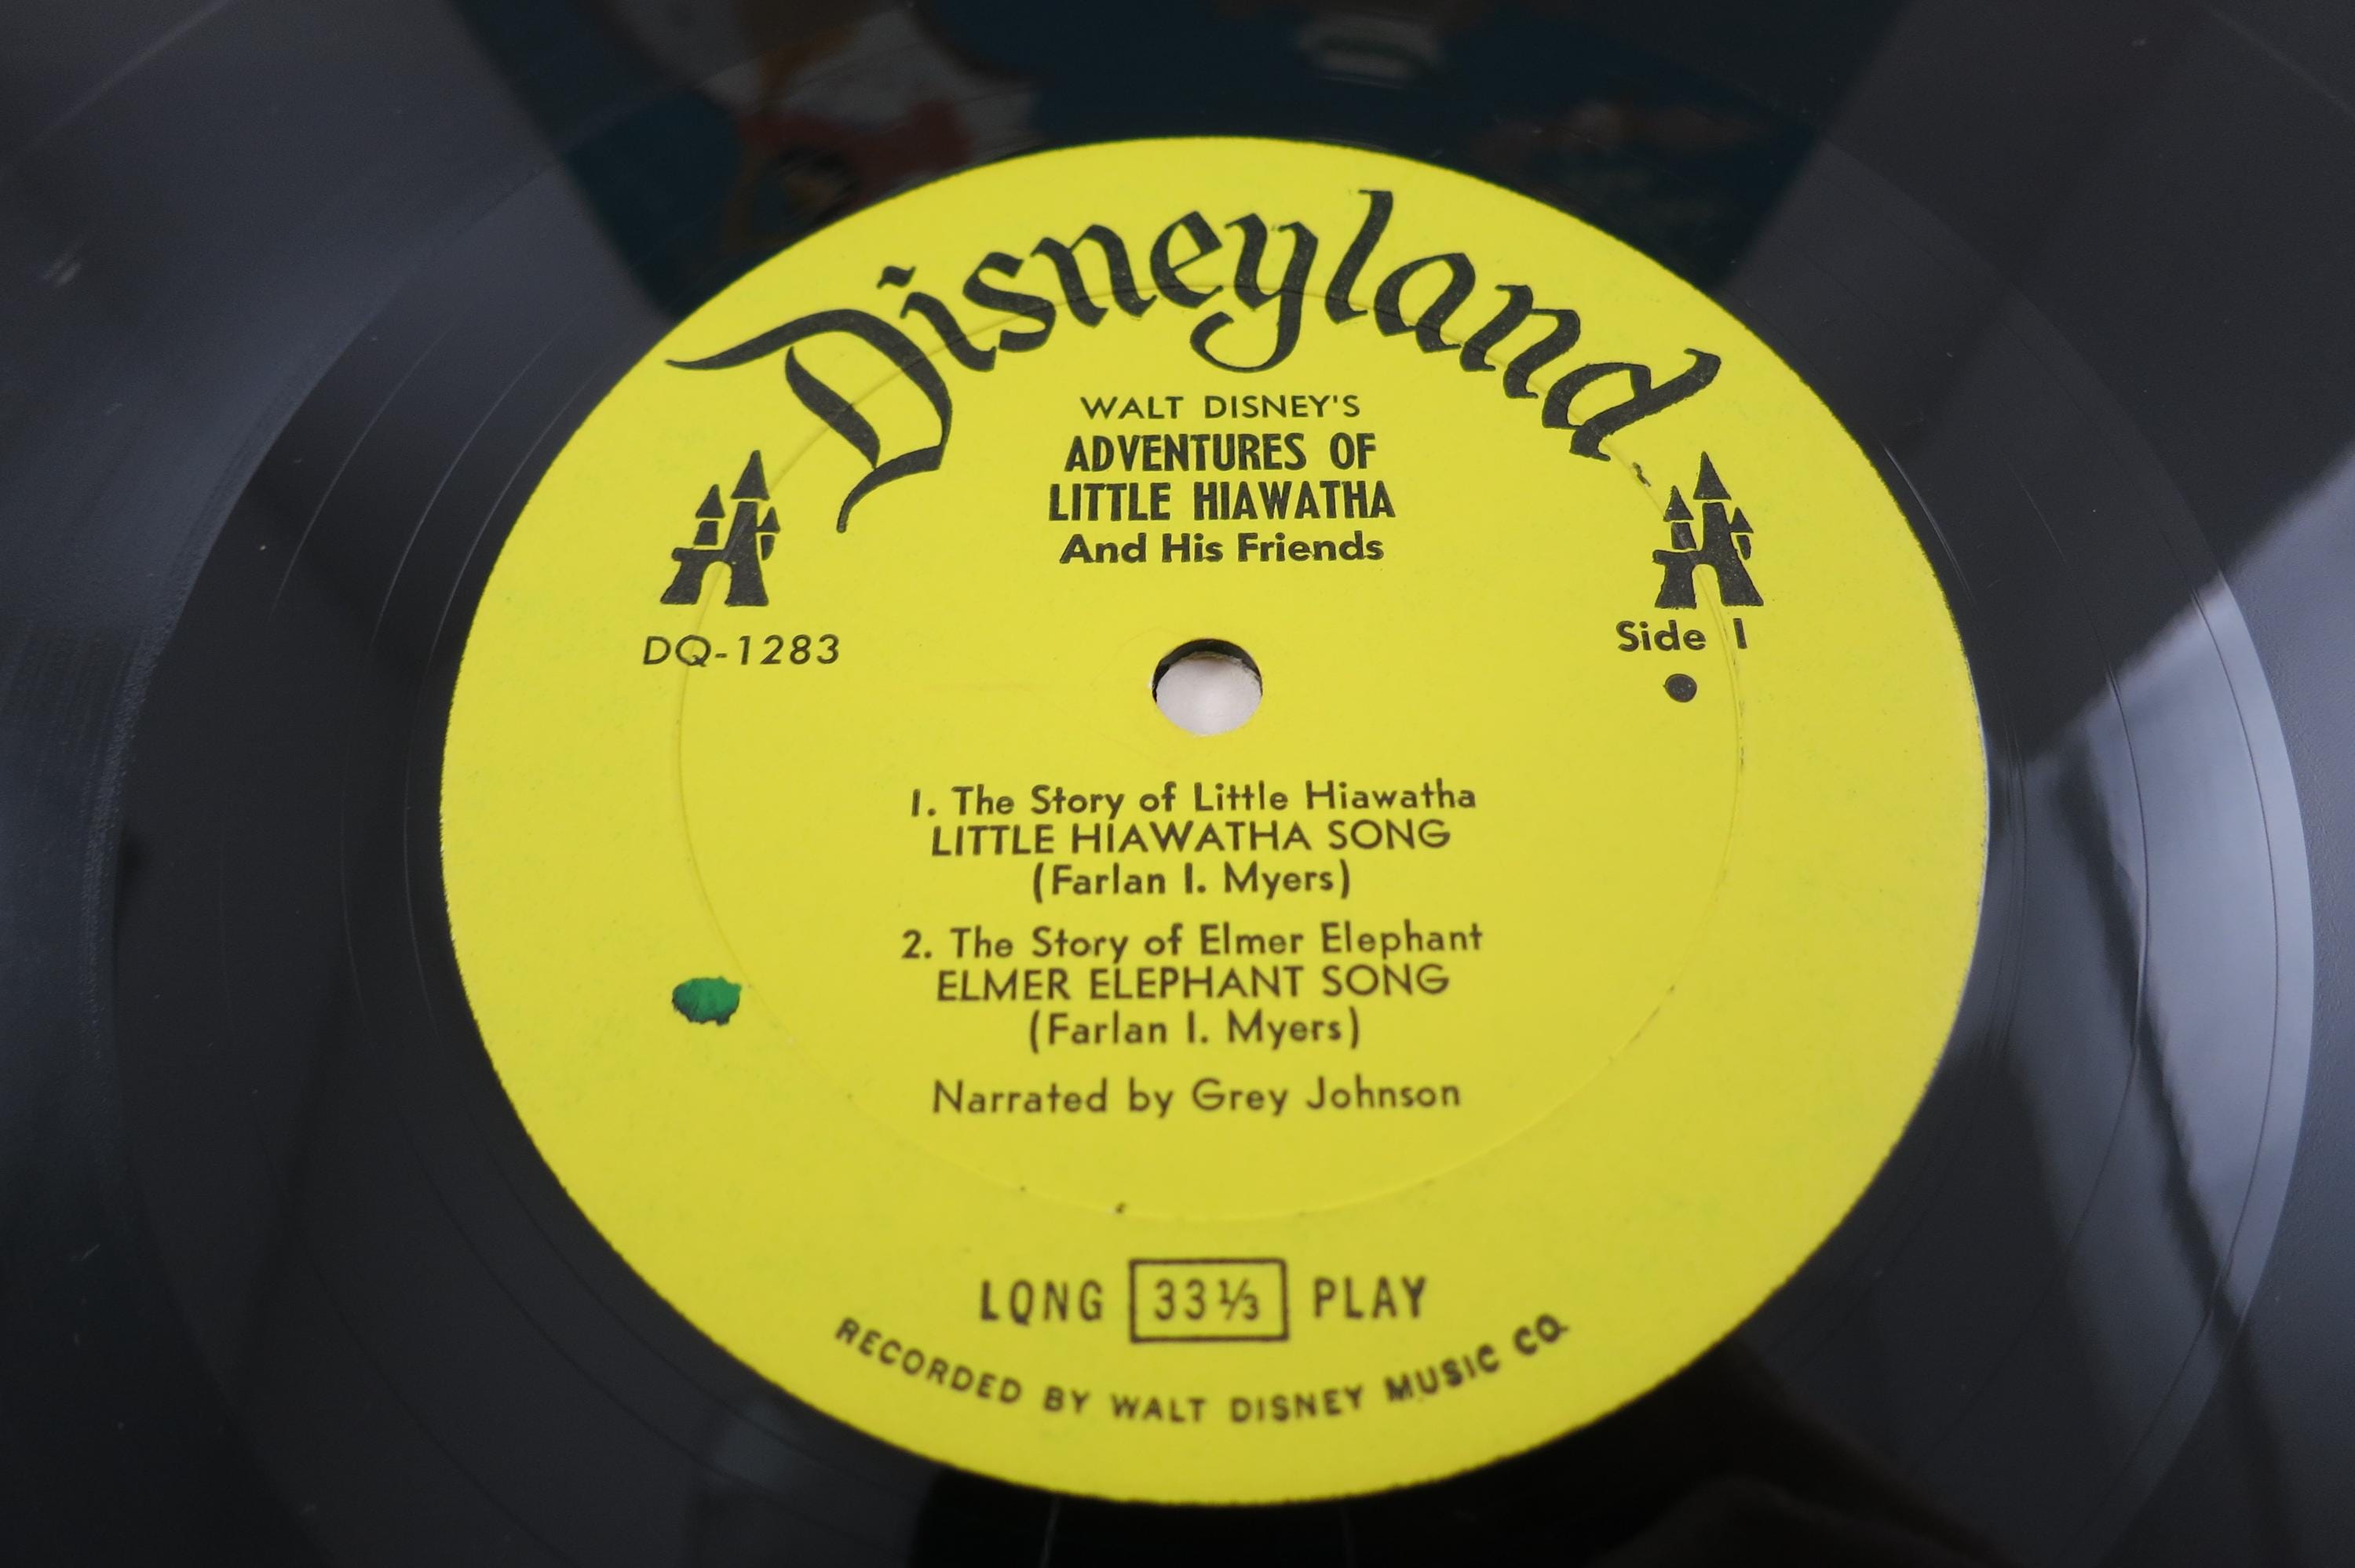 Disneyland
WALT DISNEY'S
ADVENTURES OF
LITTLE HIAWATHA
And His Friends
DQ-1283
Side 1
1. The Story of Little Hiawatha
LITTLE HIAWATHA SONG
(Farlan I. Myers)
2. The Story of Elmer Elephant
ELMER ELEPHANT SONG
(Farlan I. Myers)
Narrated by Grey Johnson
LONG 33⅓ PLAY
RECORDED BY WALT DISNEY MUSIC CO.